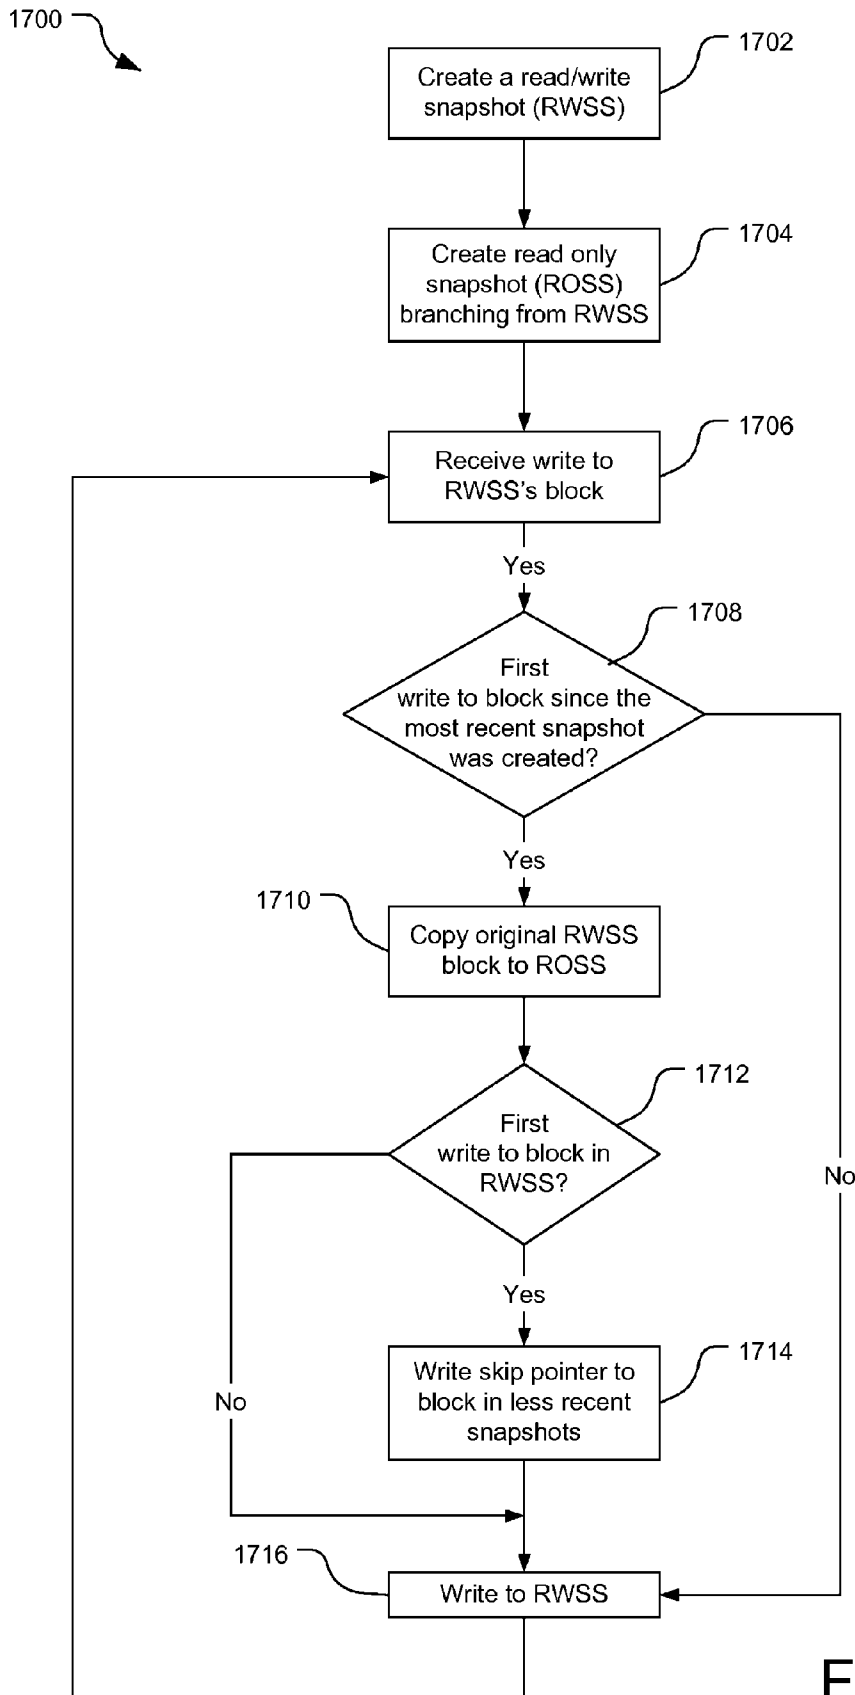 1700
1702
Create a read/write
snapshot (RWSS)
1704
Create read only
snapshot (ROSS)
branching from RWSS
1706
Receive write to
RWSS's block
Yes
1708
First
write to block since the
most recent snapshot
was created?
Yes
1710
Copy original RWSS
block to ROSS
1712
First
write to block in
RWSS?
No
Yes
1714
Write skip pointer to
block in less recent
snapshots
No
1716
Write to RWSS